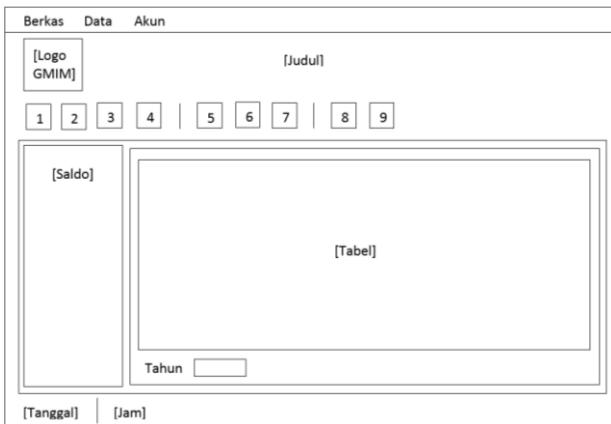 Berkas Data Akun
[Logo
GMIM]
[Judul]
1 2 3 4 | 5 6 7 | 8 9
[Saldo]
[Tabel]
Tahun
[Tanggal] | [Jam]